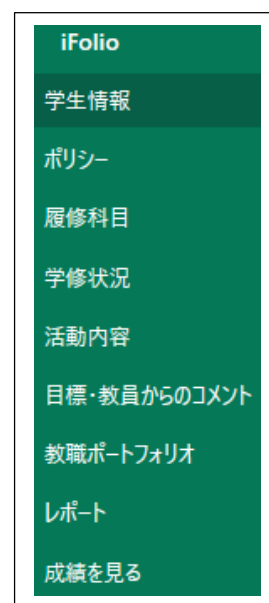 iFolio
学生情報
ポリシー
履修科目
学修状況
活動内容
目標・教員からのコメント
教職ポートフォリオ
レポート
成績を見る